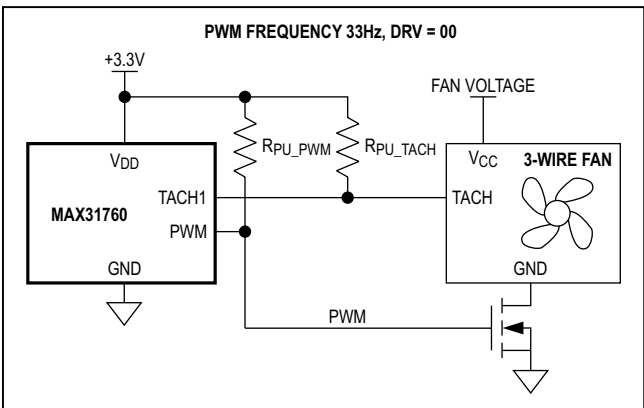 PWM FREQUENCY 33Hz, DRV = 00
+3.3V
FAN VOLTAGE
VDD
RPU_PWM
RPU_TACH
VCC
3-WIRE FAN
TACH1
TACH
MAX31760
PWM
GND
GND
PWM